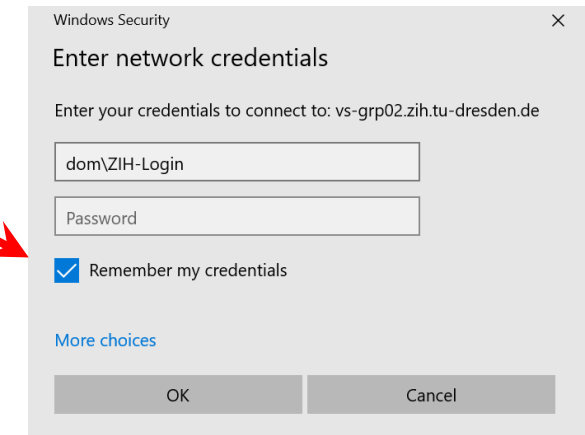 Windows Security
Enter network credentials
Enter your credentials to connect to: vs-grp02.zih.tu-dresden.de
dom\ZIH-Login
Password
Remember my credentials
More choices
OK
Cancel